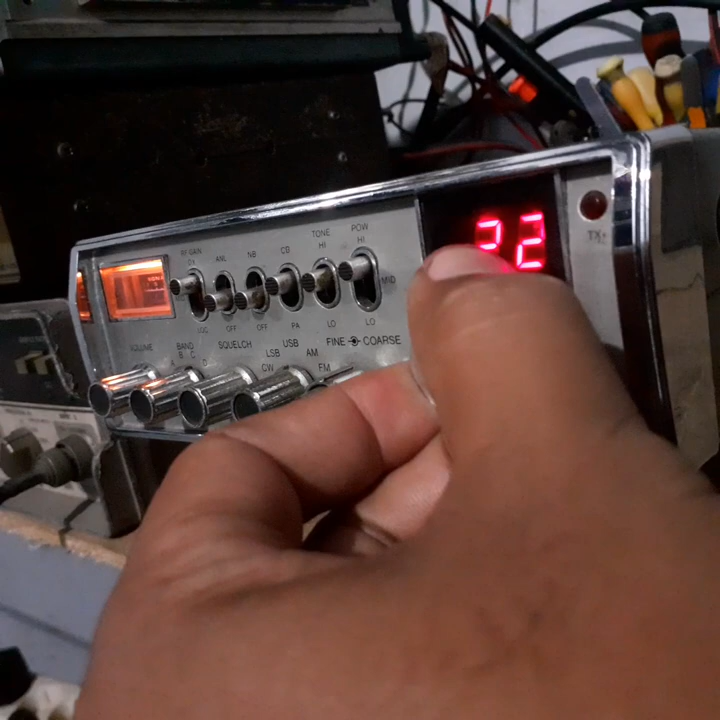 22
TX
RF GAIN
DX
ANL
NB
CB
TONE
HI
POW
HI
MID
LOC
OFF
OFF
PA
LO
LO
VOLUME
BAND
A B C D
SQUELCH
CW LSB USB AM FM
FINE COARSE